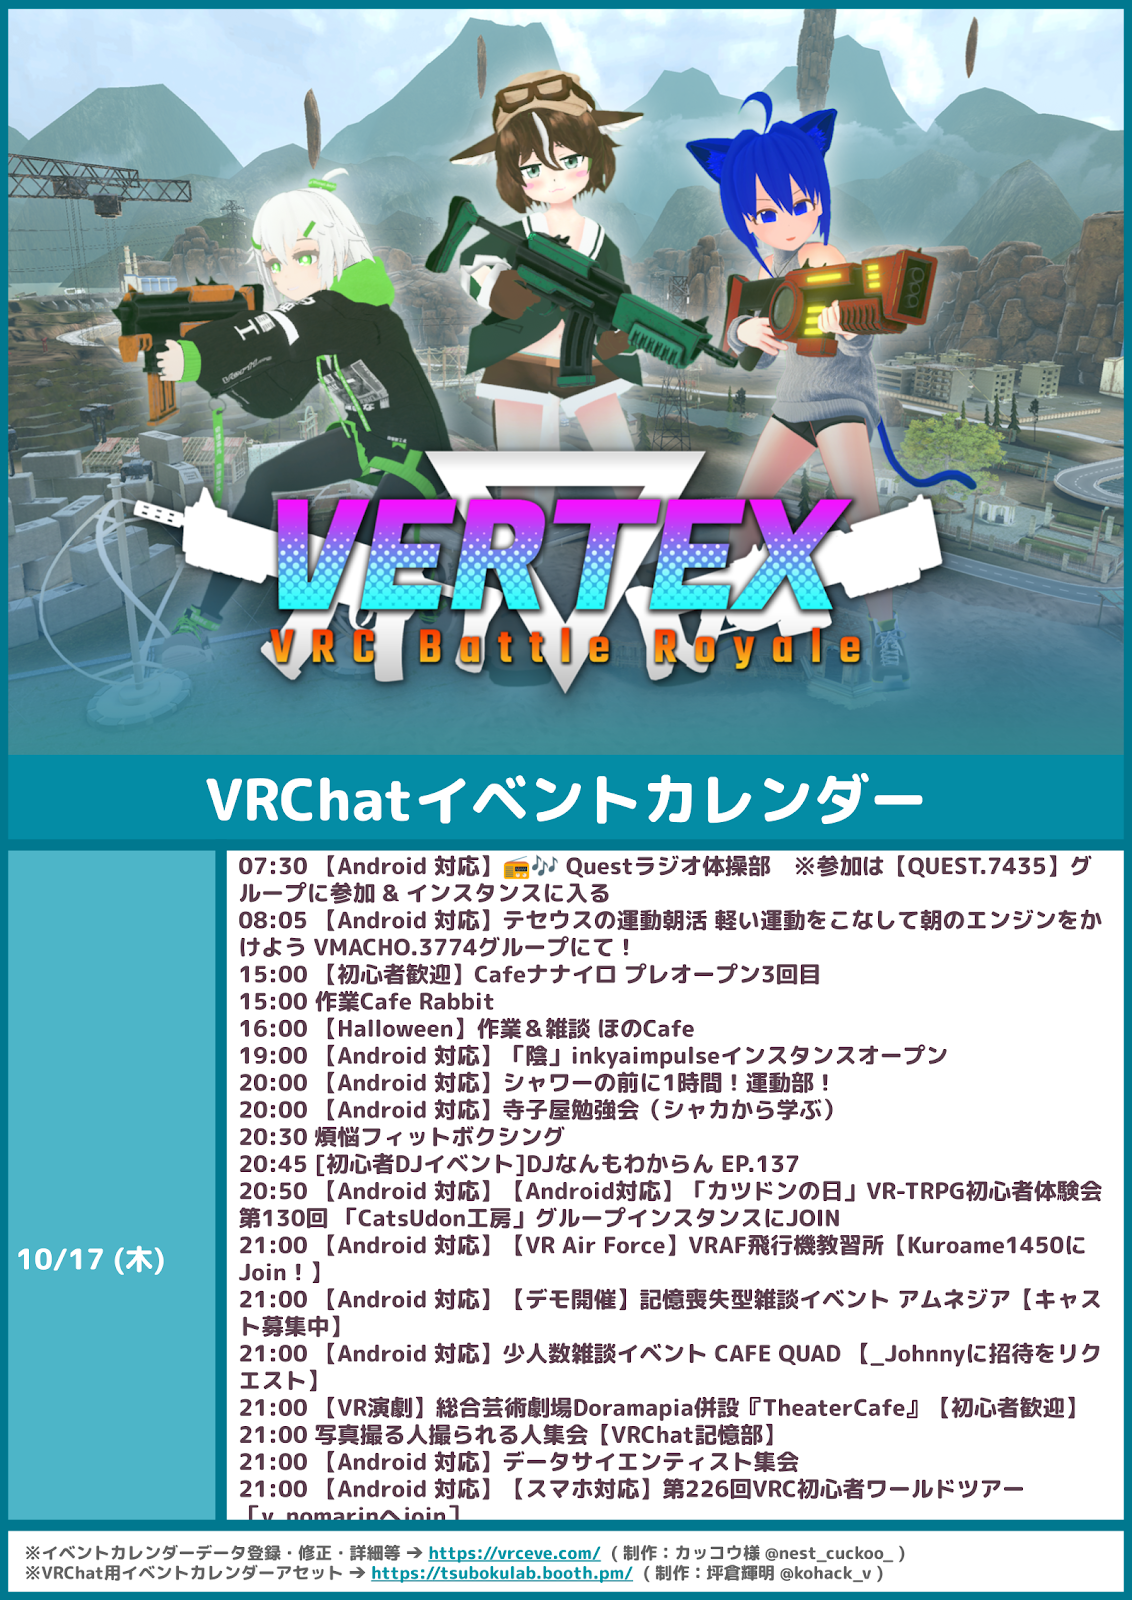 VERTEX
VRC Battle Royale
VRChatイベントカレンダー
10/17 (木)
07:30 【Android 対応】📻🎶 Questラジオ体操部　※参加は【QUEST.7435】グ
ループに参加 & インスタンスに入る
08:05 【Android 対応】テセウスの運動朝活 軽い運動をこなして朝のエンジンをか
けよう VMACHO.3774グループにて！
15:00 【初心者歓迎】Cafeナナイロ プレオープン3回目
15:00 作業Cafe Rabbit
16:00 【Halloween】作業＆雑談 ほのCafe
19:00 【Android 対応】「陰」inkyaimpulseインスタンスオープン
20:00 【Android 対応】シャワーの前に1時間！運動部！
20:00 【Android 対応】寺子屋勉強会（シャカから学ぶ）
20:30 煩悩フィットボクシング
20:45 [初心者DJイベント]DJなんもわからん EP.137
20:50 【Android 対応】【Android対応】「カツドンの日」VR-TRPG初心者体験会
第130回 「CatsUdon工房」グループインスタンスにJOIN
21:00 【Android 対応】【VR Air Force】VRAF飛行機教習所【Kuroame1450に
Join！】
21:00 【Android 対応】【デモ開催】記憶喪失型雑談イベント アムネジア【キャス
ト募集中】
21:00 【Android 対応】少人数雑談イベント CAFE QUAD 【_Johnnyに招待をリク
エスト】
21:00 【VR演劇】総合芸術劇場Doramapia併設『TheaterCafe』【初心者歓迎】
21:00 写真撮る人撮られる人集会【VRChat記憶部】
21:00 【Android 対応】データサイエンティスト集会
21:00 【Android 対応】【スマホ対応】第226回VRC初心者ワールドツアー
［v_nomarinへjoin］
※イベントカレンダーデータ登録・修正・詳細等 → https://vrceve.com/ ( 制作：カッコウ様 @nest_cuckoo_ )
※VRChat用イベントカレンダーアセット → https://tsubokulab.booth.pm/ ( 制作：坪倉輝明 @kohack_v )